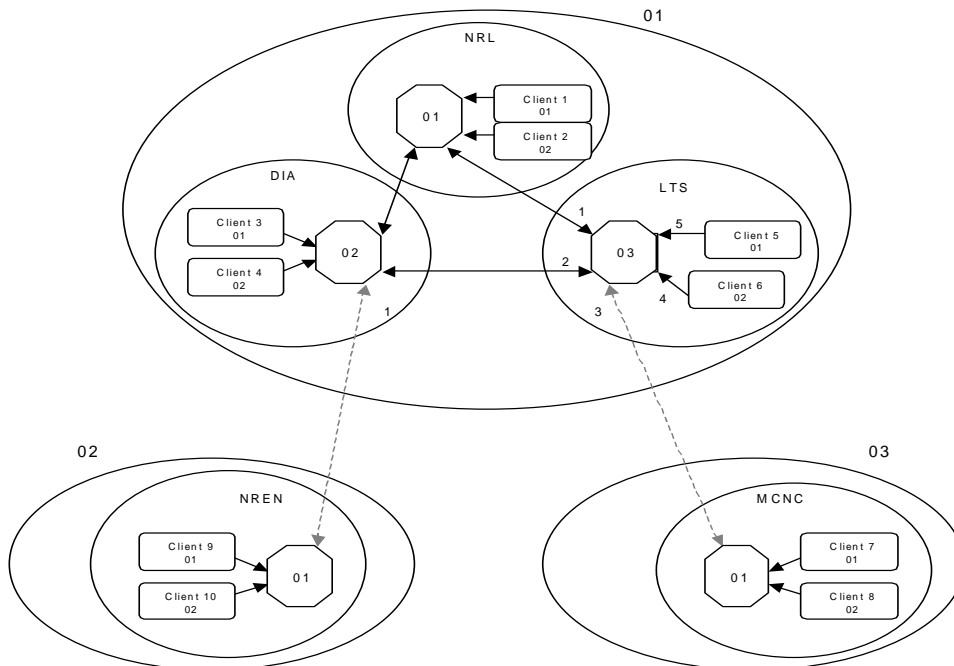 01
NRL
01
Client 1
01
Client 2
02
DIA
Client 3
01
Client 4
02
02
1
LTS
1
5
03
Client 5
01
2
Client 6
02
3
4
02
NREN
Client 9
01
Client 10
02
01
03
MCNC
01
Client 7
01
Client 8
02